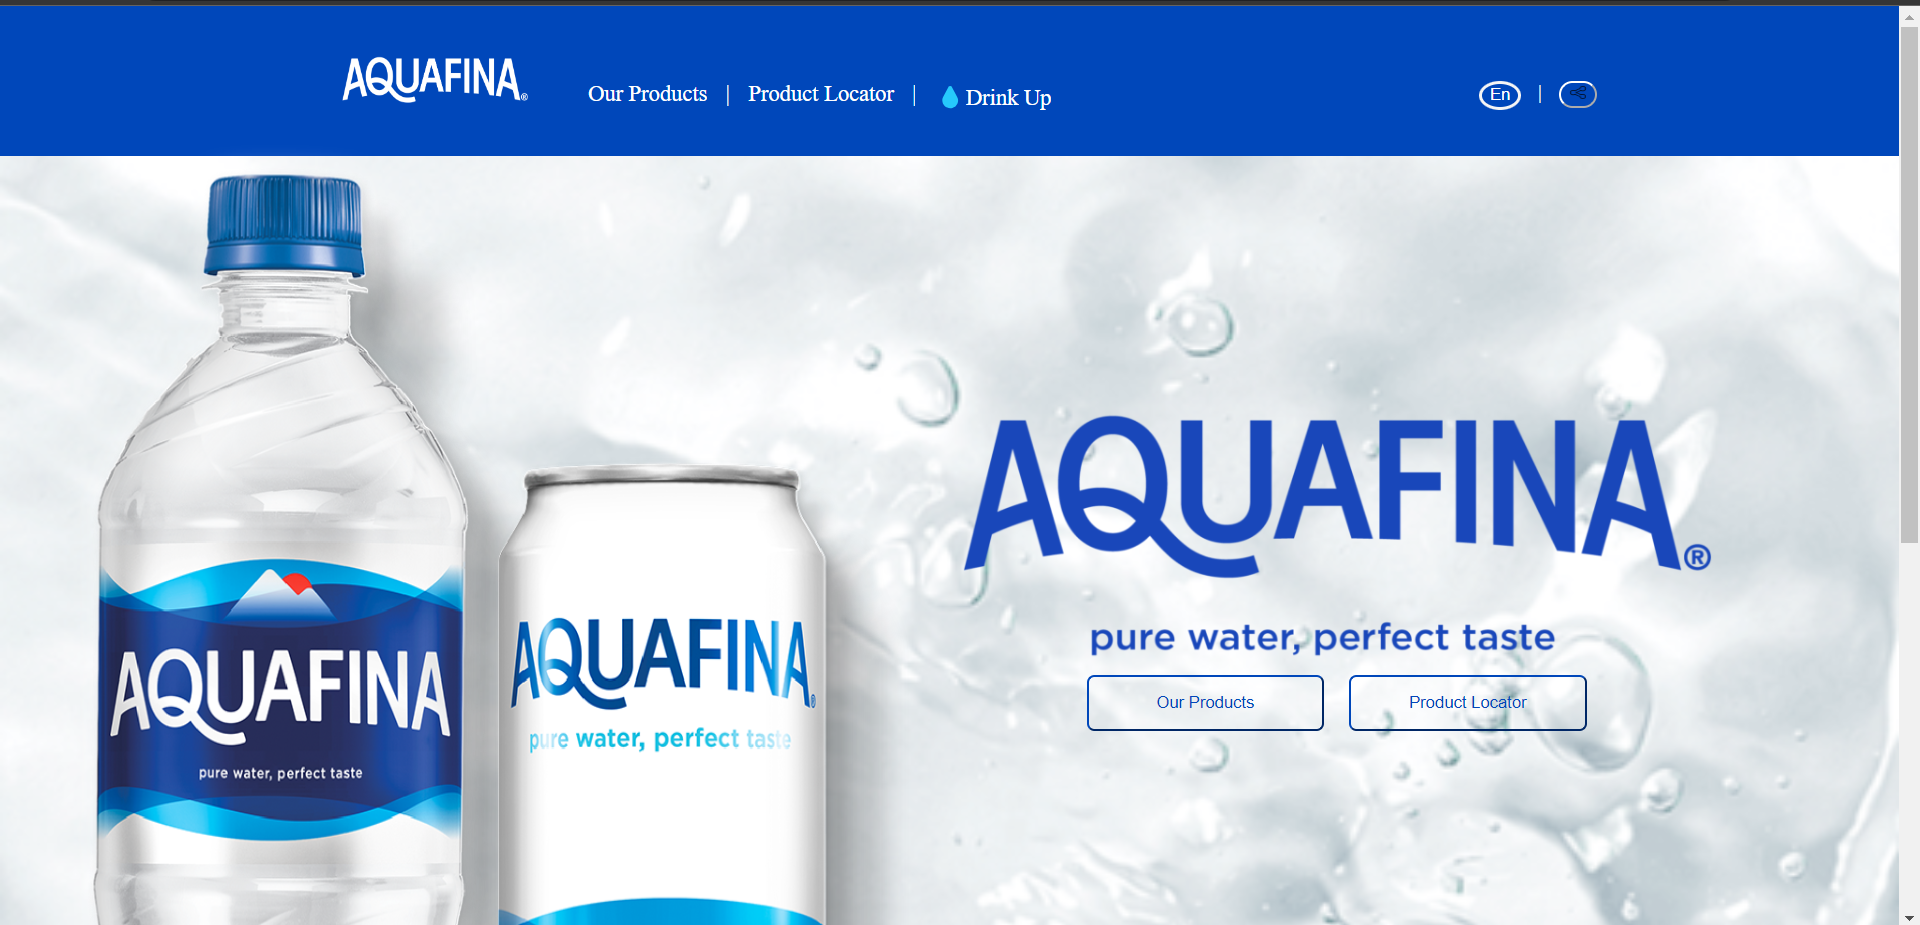 AQUAFINA®
Our Products | Product Locator | Drink Up
En |
AQUAFINA®
pure water, perfect taste
Our Products
Product Locator
AQUAFINA
pure water, perfect taste
AQUAFINA®
pure water, perfect taste